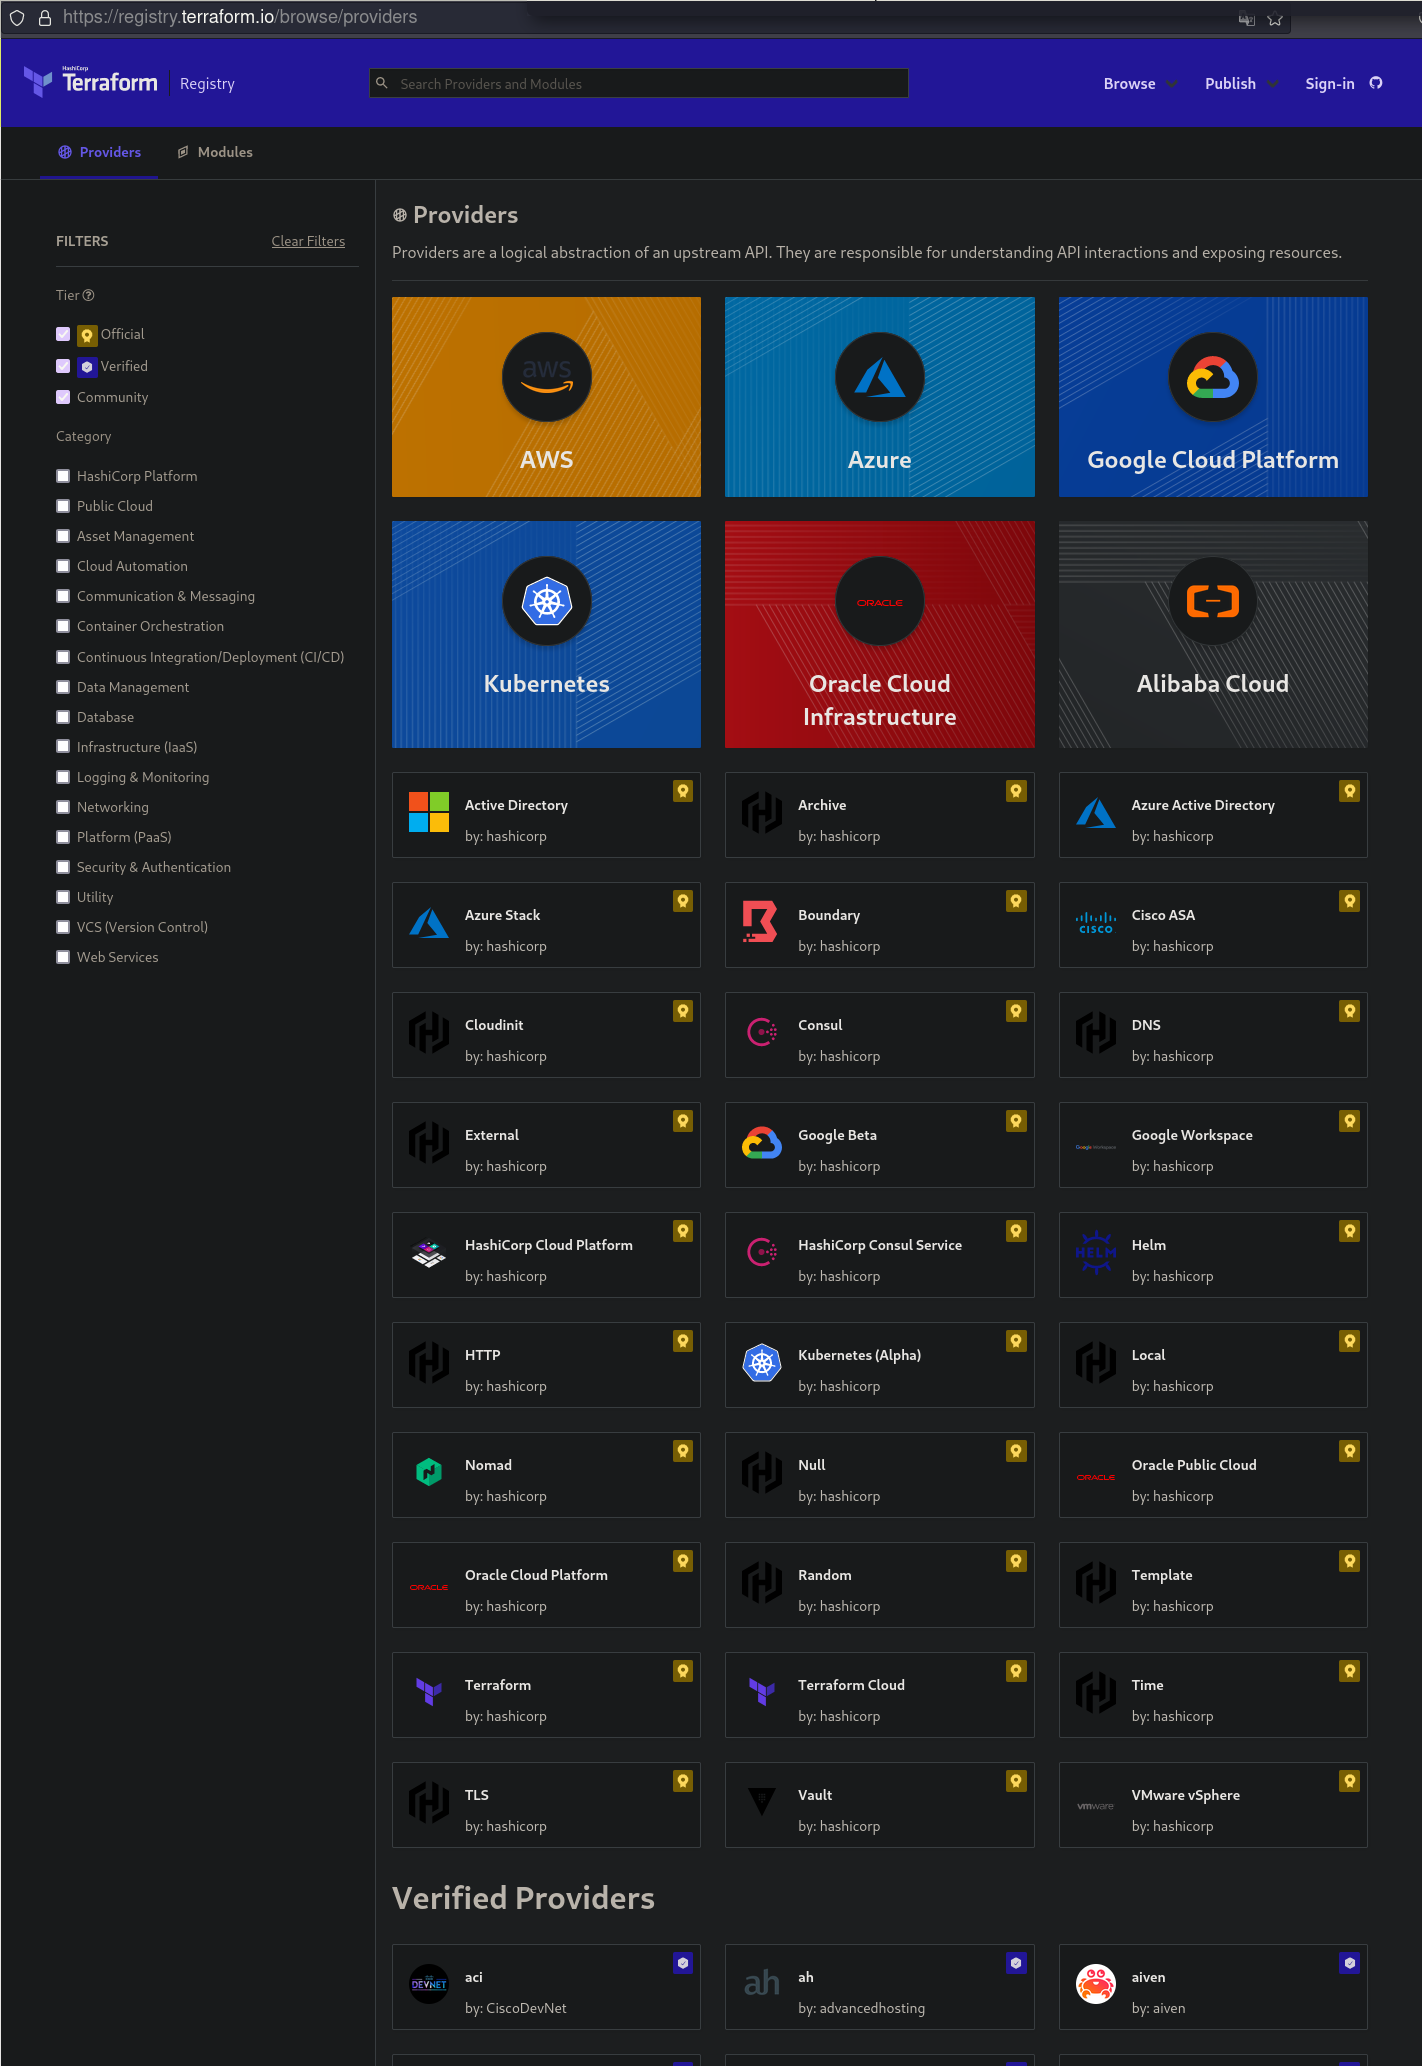 https://registry.terraform.io/browse/providers
HashiCorp
Terraform
Registry
Search Providers and Modules
Browse
Publish
Sign-in
Providers
Modules
FILTERS
Clear Filters
Tier
Official
Verified
Community
Category
HashiCorp Platform
Public Cloud
Asset Management
Cloud Automation
Communication & Messaging
Container Orchestration
Continuous Integration/Deployment (CI/CD)
Data Management
Database
Infrastructure (IaaS)
Logging & Monitoring
Networking
Platform (PaaS)
Security & Authentication
Utility
VCS (Version Control)
Web Services
Providers
Providers are a logical abstraction of an upstream API. They are responsible for understanding API interactions and exposing resources.
aws
AWS
Azure
Google Cloud Platform
Kubernetes
ORACLE
Oracle Cloud
Infrastructure
Alibaba Cloud
Active Directory
by: hashicorp
Archive
by: hashicorp
Azure Active Directory
by: hashicorp
Azure Stack
by: hashicorp
Boundary
by: hashicorp
CISCO
Cisco ASA
by: hashicorp
Cloudinit
by: hashicorp
Consul
by: hashicorp
DNS
by: hashicorp
External
by: hashicorp
Google Beta
by: hashicorp
Google Workspace
Google Workspace
by: hashicorp
HashiCorp Cloud Platform
by: hashicorp
HashiCorp Consul Service
by: hashicorp
HELM
Helm
by: hashicorp
HTTP
by: hashicorp
Kubernetes (Alpha)
by: hashicorp
Local
by: hashicorp
Nomad
by: hashicorp
Null
by: hashicorp
ORACLE
Oracle Public Cloud
by: hashicorp
ORACLE
Oracle Cloud Platform
by: hashicorp
Random
by: hashicorp
Template
by: hashicorp
Terraform
by: hashicorp
Terraform Cloud
by: hashicorp
Time
by: hashicorp
TLS
by: hashicorp
Vault
by: hashicorp
vmware
VMware vSphere
by: hashicorp
Verified Providers
DEVNET
aci
by: CiscoDevNet
ah
ah
by: advancedhosting
aiven
by: aiven